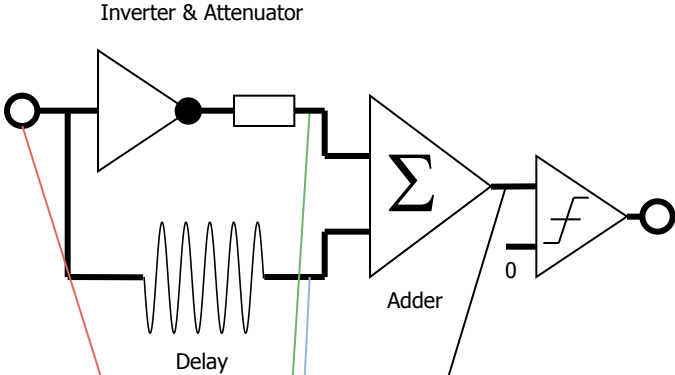 Inverter & Attenuator
Σ
0
Adder
Delay